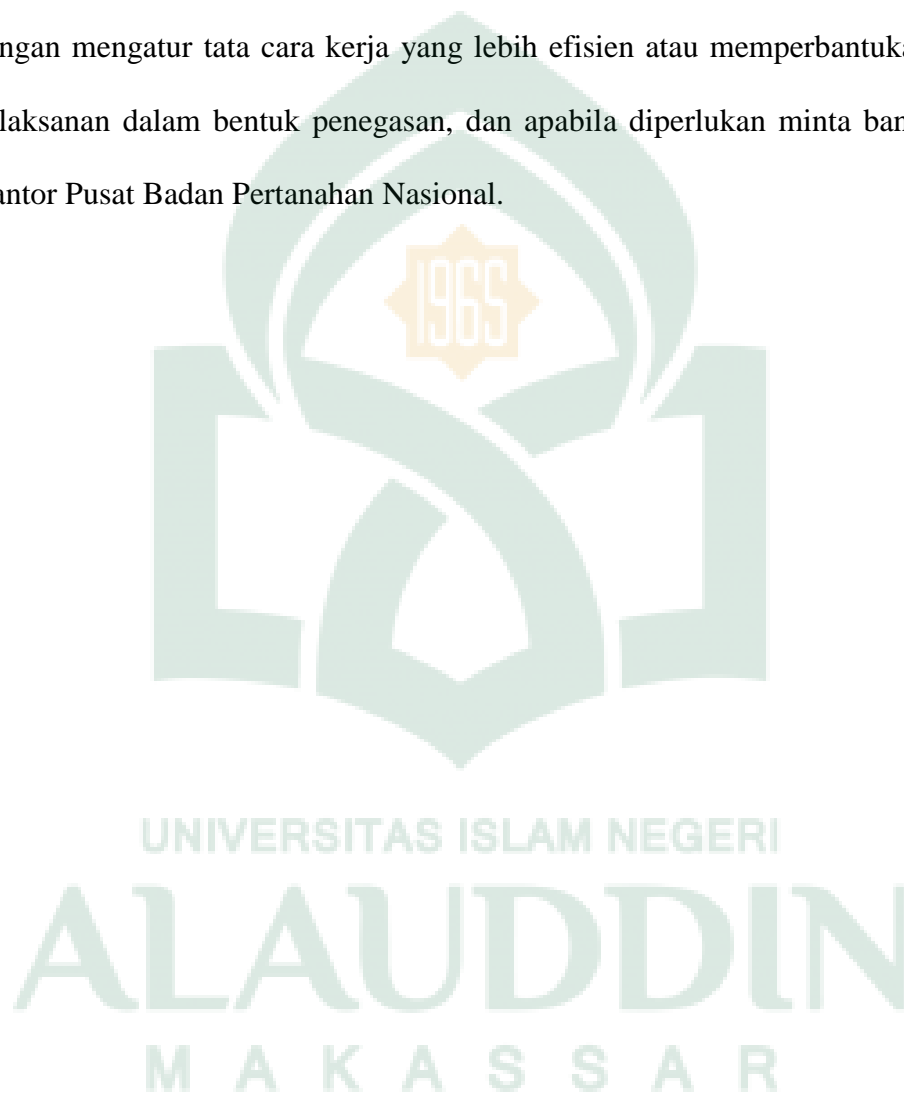 ngan mengatur tata cara kerja yang lebih efisien atau memperbantuka
laksanan dalam bentuk penegasan, dan apabila diperlukan minta ban
antor Pusat Badan Pertanahan Nasional.
1965
UNIVERSITAS ISLAM NEGERI
ALAUDDIN
MAKASSAR